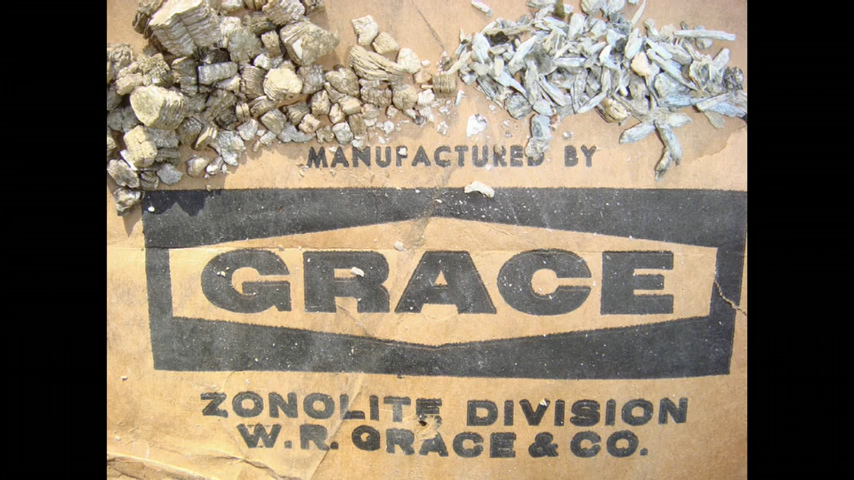 MANUFACTURED BY
GRACE
ZONOLITE DIVISION
W.R. GRACE & CO.